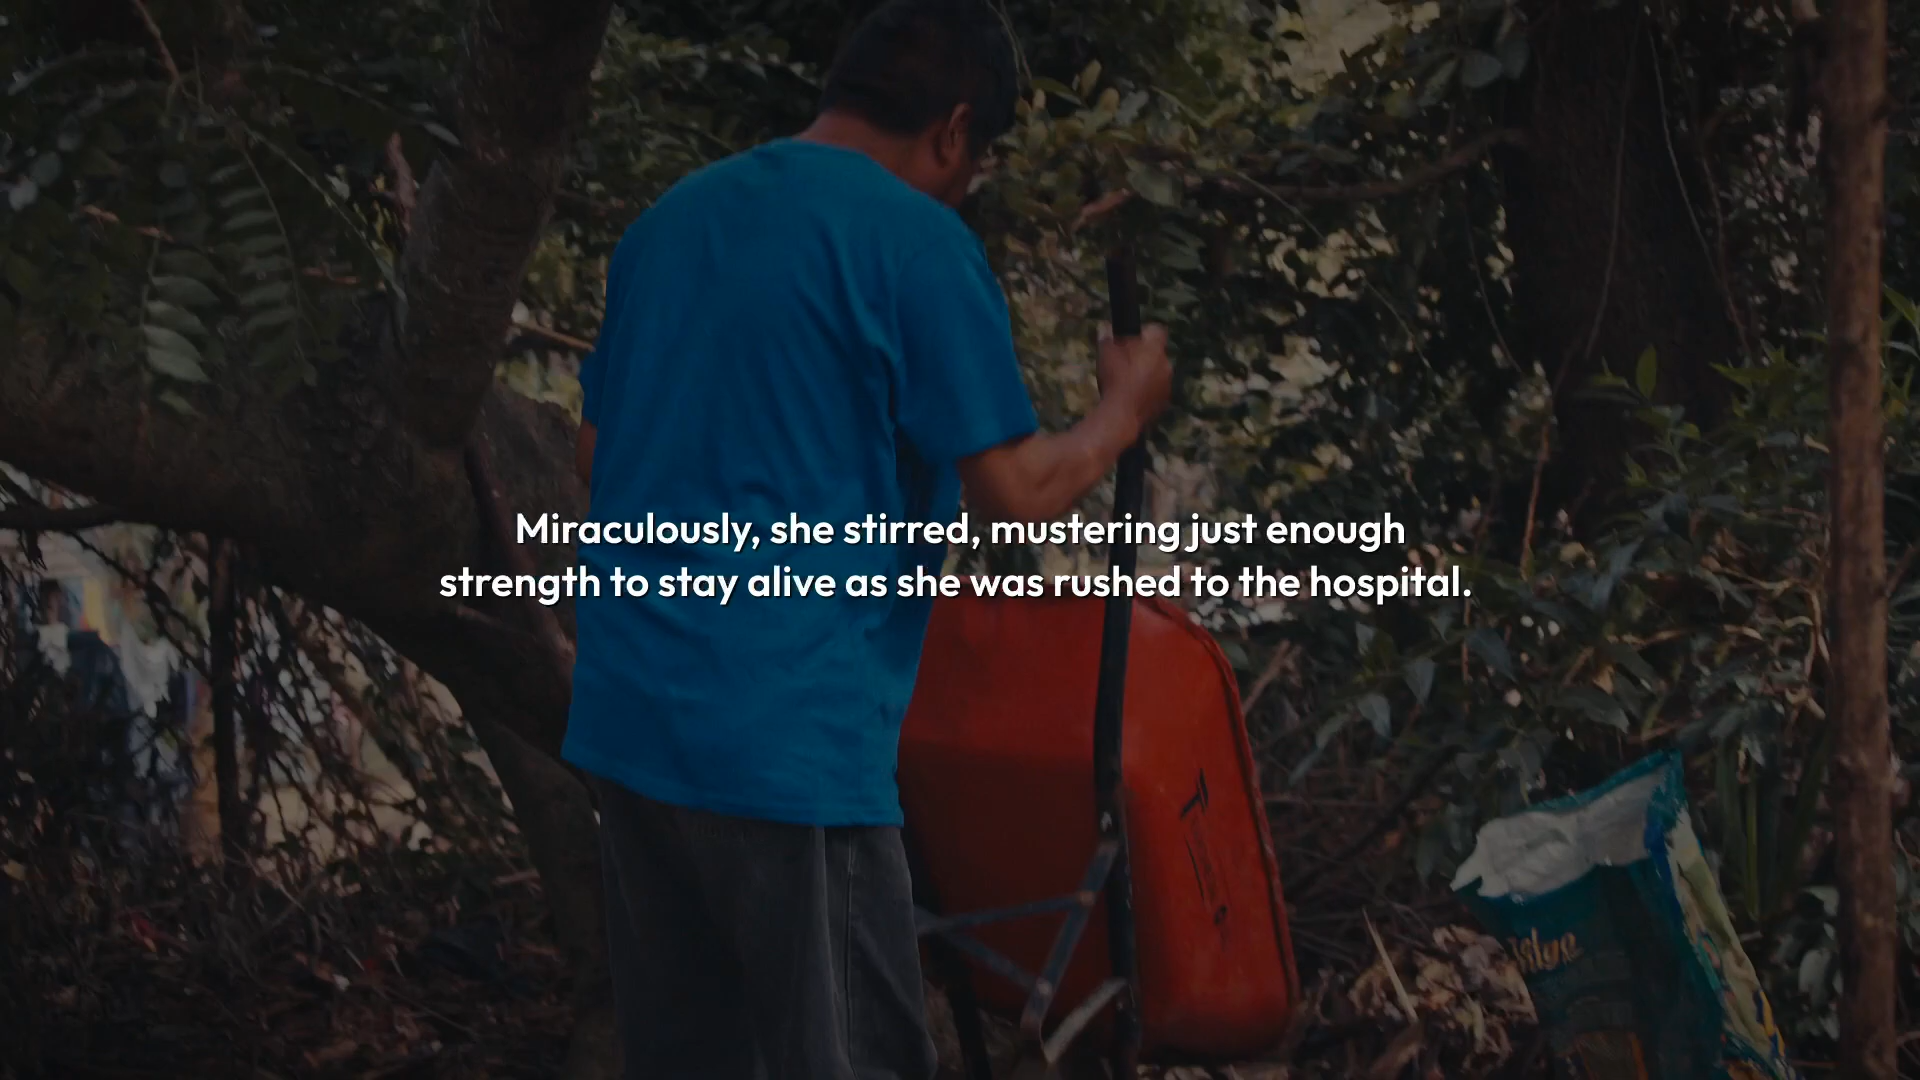 Miraculously, she stirred, mustering just enough
strength to stay alive as she was rushed to the hospital.